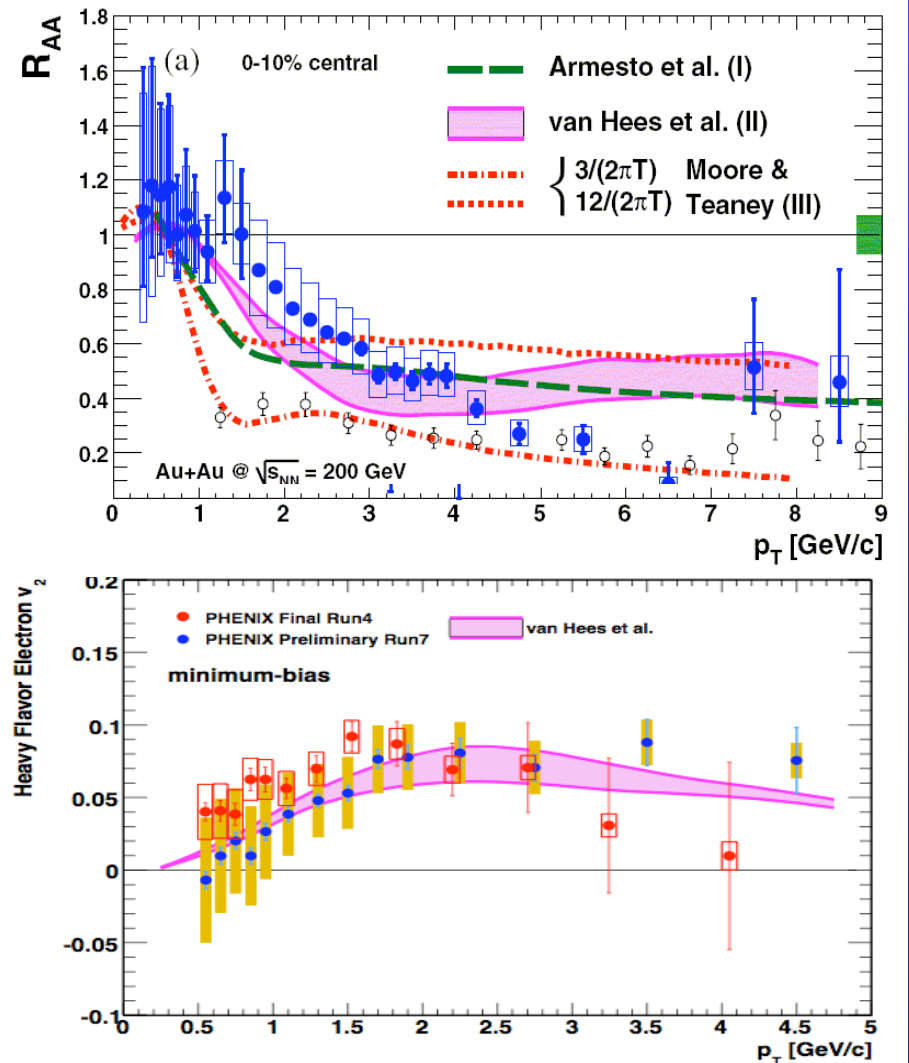 R_AA
1.8
1.6
1.4
1.2
1
0.8
0.6
0.4
0.2
(a) 0-10% central
Armesto et al. (I)
van Hees et al. (II)
{ 3/(2πT) Moore &
12/(2πT) Teaney (III)
Au+Au @ √s_NN = 200 GeV
0 1 2 3 4 5 6 7 8 9
p_T [GeV/c]
Heavy Flavor Electron v_2
0.2
0.15
0.1
0.05
0
-0.05
-0.1
PHENIX Final Run4
PHENIX Preliminary Run7
van Hees et al.
minimum-bias
0 0.5 1 1.5 2 2.5 3 3.5 4 4.5 5
p_T [GeV/c]